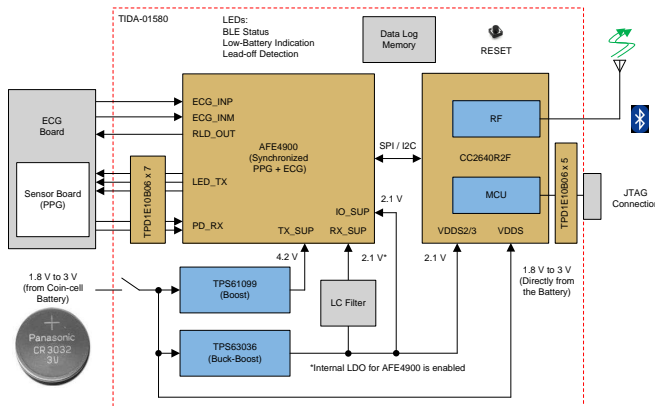 TIDA-01580
LEDs:
BLE Status
Low-Battery Indication
Lead-off Detection
Data Log
Memory
RESET
ECG
Board
Sensor Board
(PPG)
TPD1E10B06 x 7
ECG_INP
ECG_INM
RLD_OUT
LED_TX
PD_RX
AFE4900
(Synchronized
PPG + ECG)
IO_SUP
TX_SUP
RX_SUP
SPI / I2C
RF
CC2640R2F
MCU
VDDS2/3
VDDS
TPD1E10B06 x 5
JTAG
Connection
2.1 V
4.2 V
2.1 V*
2.1 V
1.8 V to 3 V
(Directly from
the Battery)
1.8 V to 3 V
(from Coin-cell
Battery)
TPS61099
(Boost)
LC Filter
TPS63036
(Buck-Boost)
*Internal LDO for AFE4900 is enabled
+
Panasonic
CR3032
3V